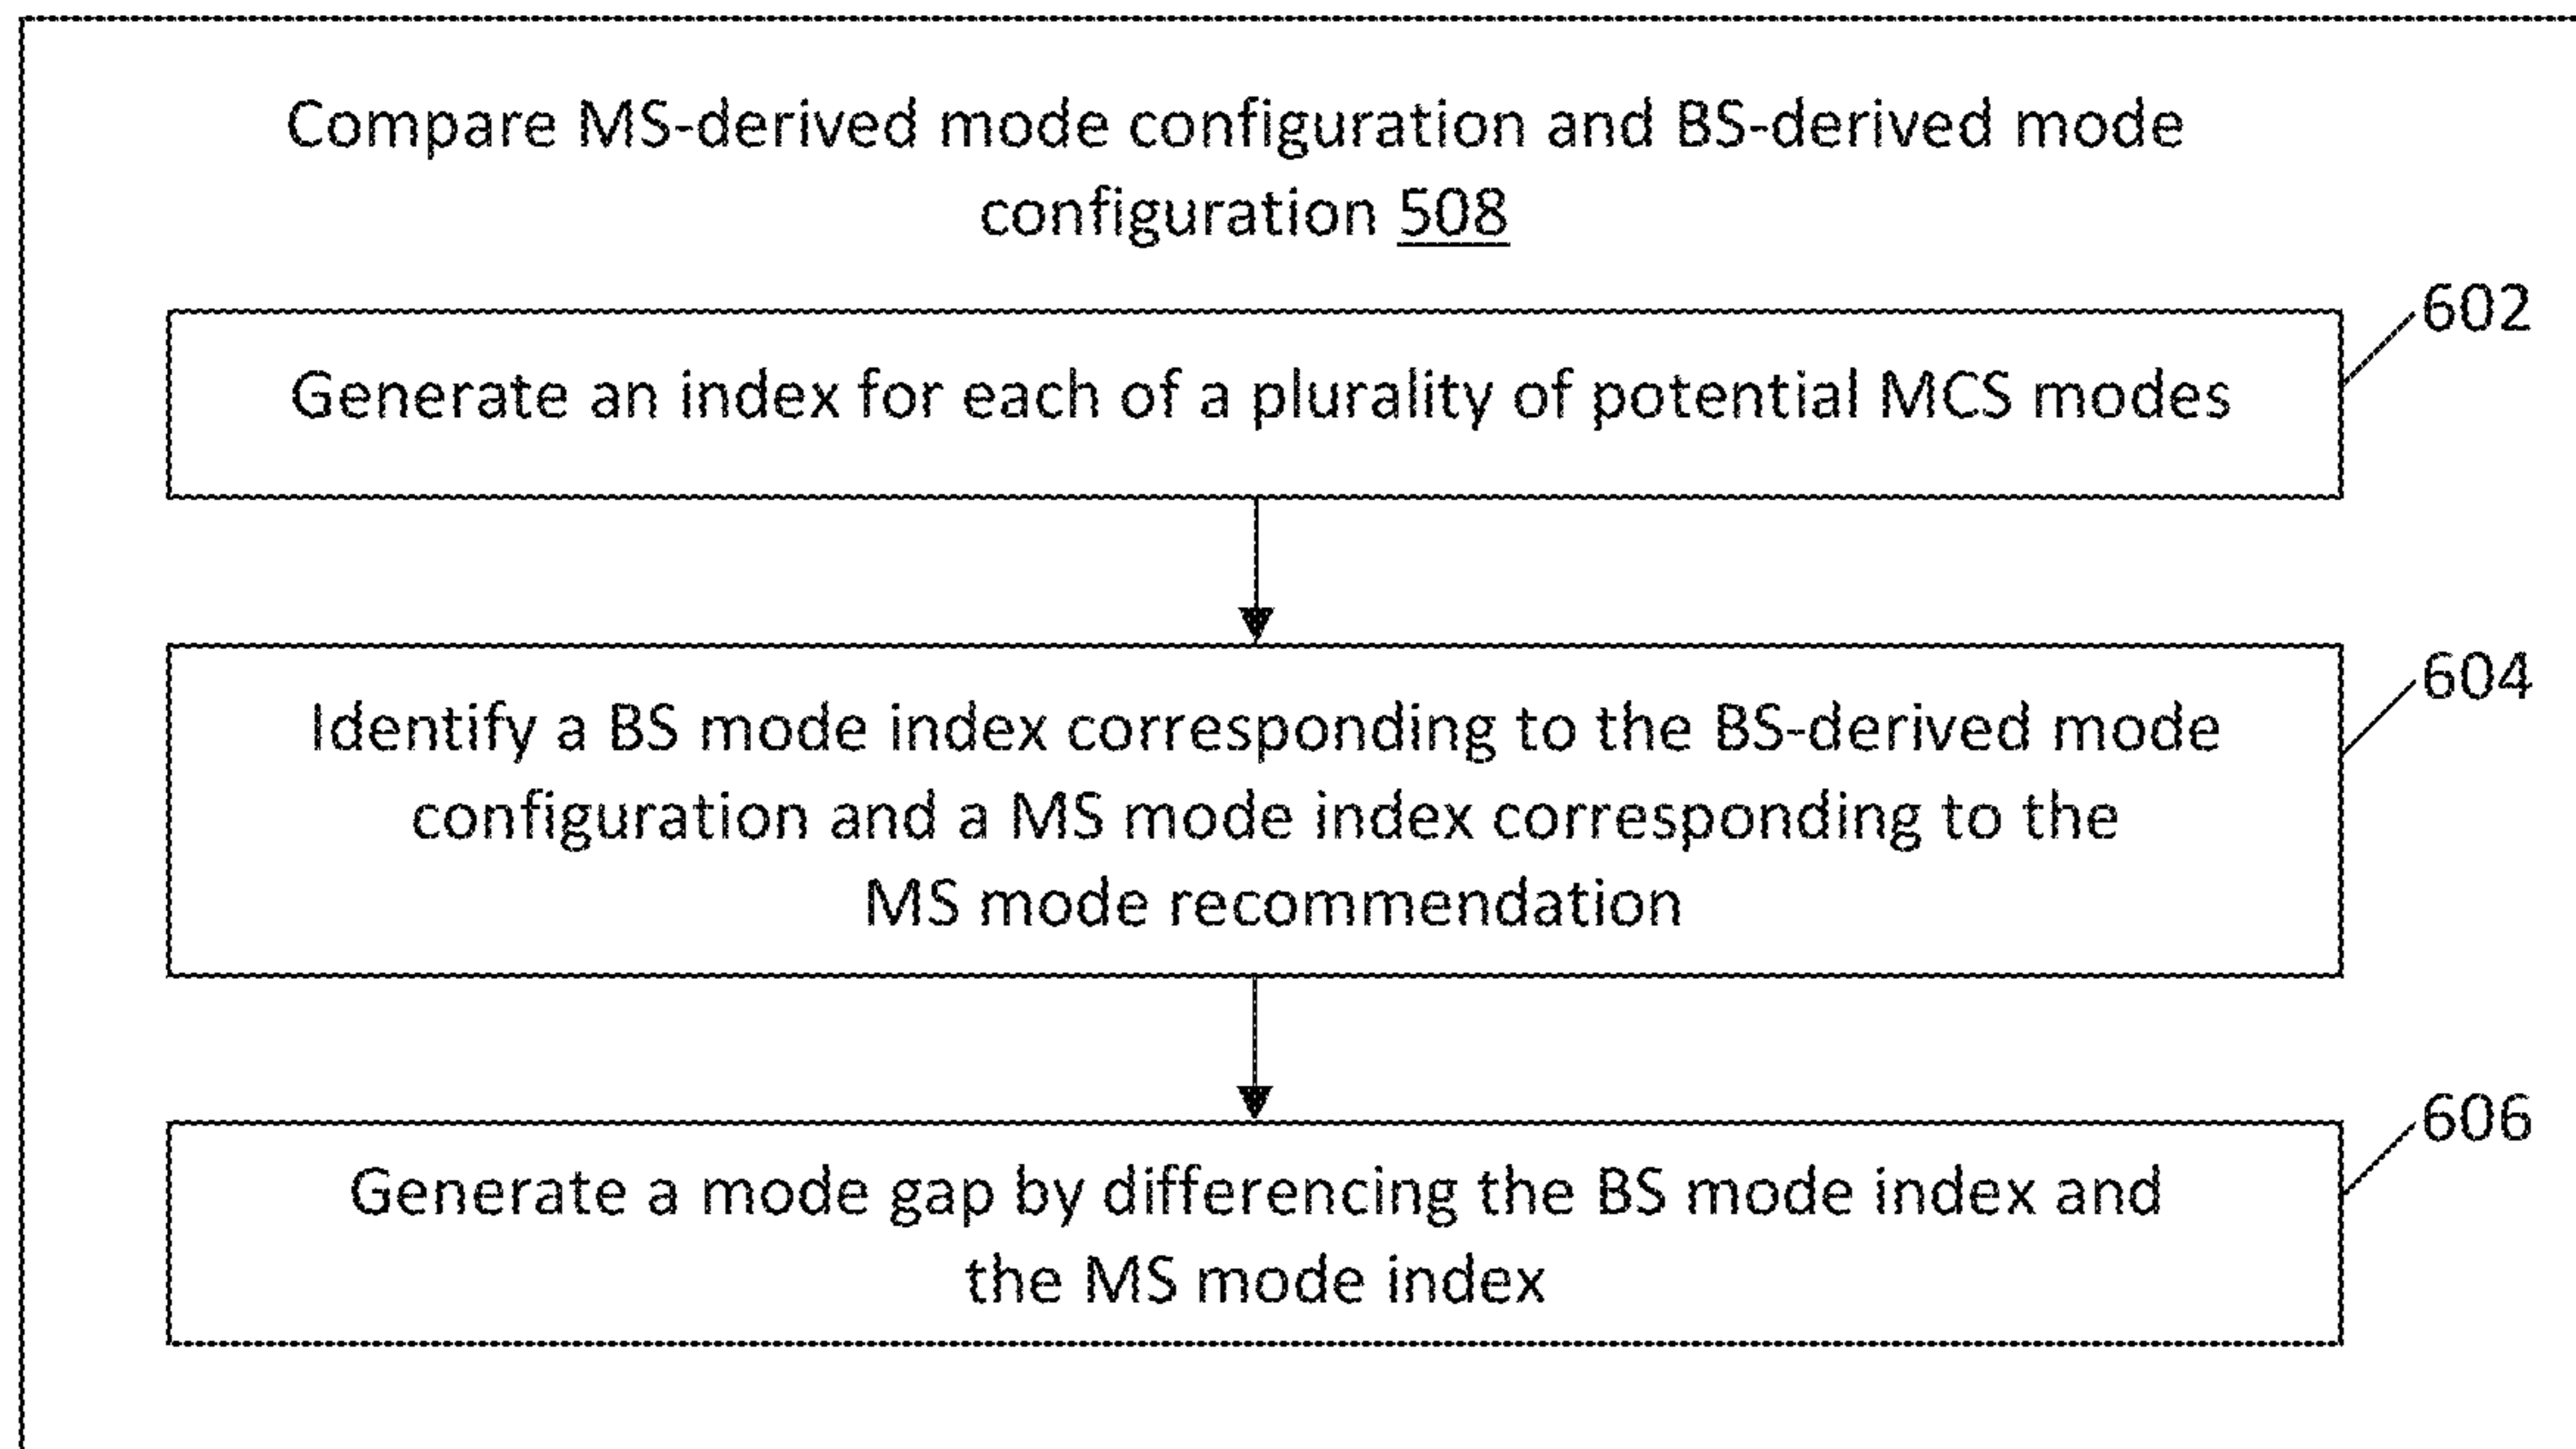 Compare MS-derived mode configuration and BS-derived mode
configuration 508
602
Generate an index for each of a plurality of potential MCS modes
604
Identify a BS mode index corresponding to the BS-derived mode
configuration and a MS mode index corresponding to the
MS mode recommendation
606
Generate a mode gap by differencing the BS mode index and
the MS mode index